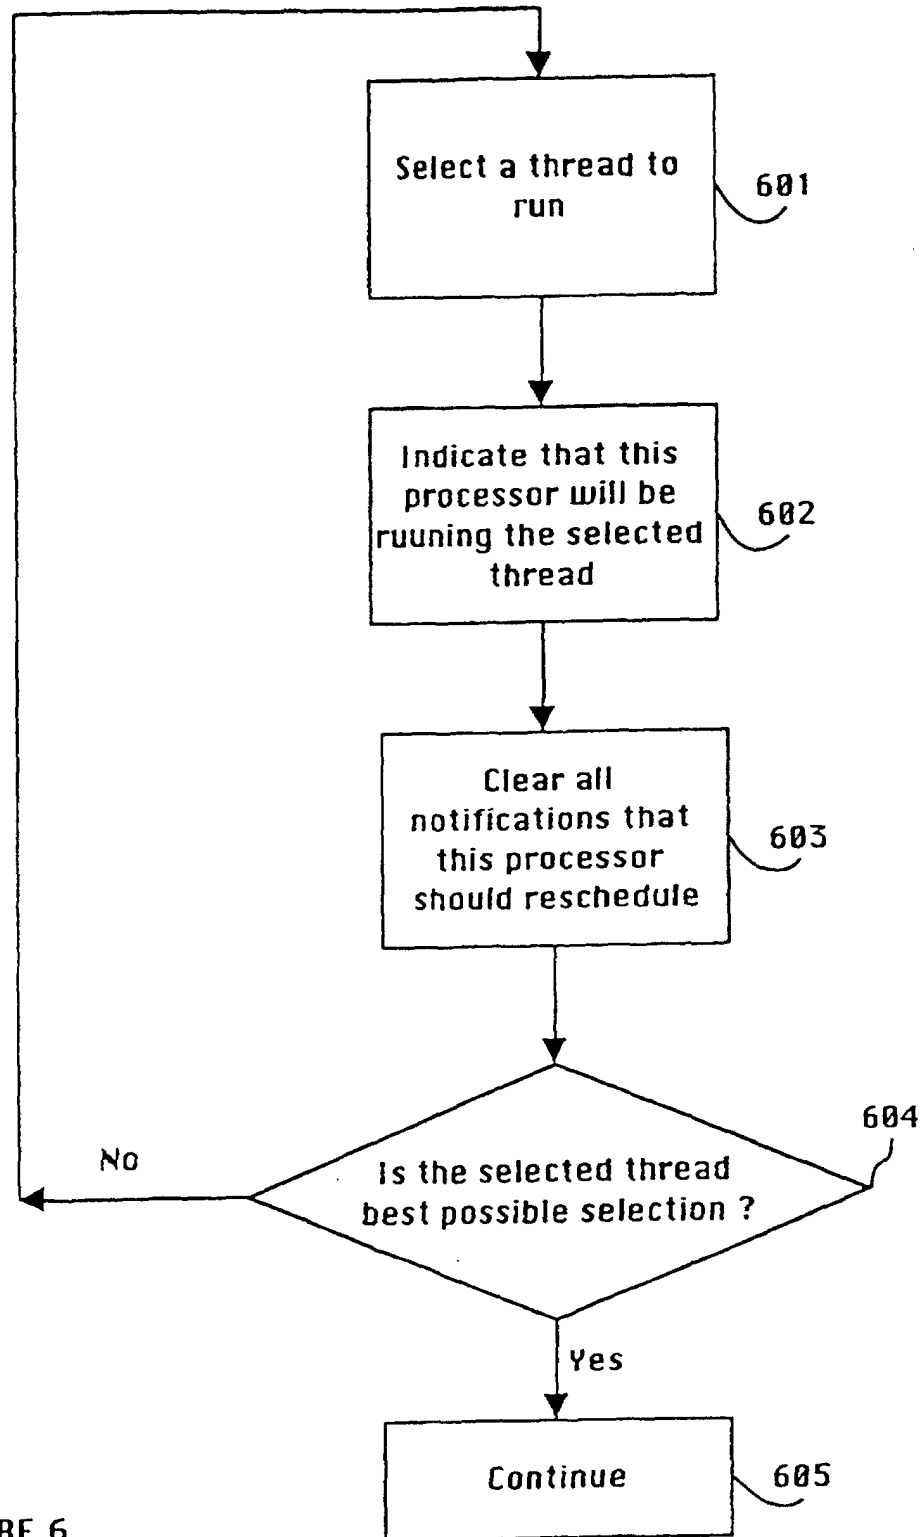 Select a thread to
run
601
Indicate that this
processor will be
ruuning the selected
thread
602
Clear all
notifications that
this processor
should reschedule
603
604
No
Is the selected thread
best possible selection ?
Yes
Continue
605
RE 6